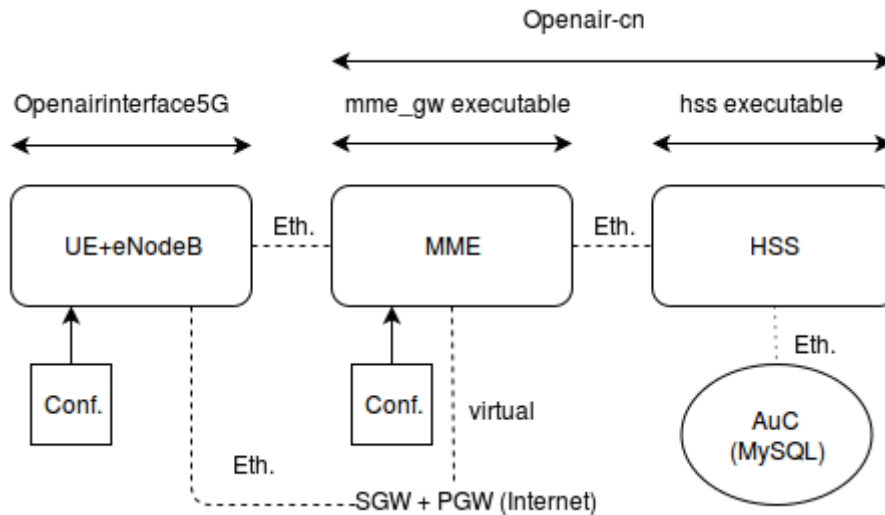 Openair-cn
Openairinterface5G
mme_gw executable
hss executable
UE+eNodeB
Eth.
MME
Eth.
HSS
Conf.
Conf.
virtual
Eth.
AuC
(MySQL)
Eth.
SGW + PGW (Internet)